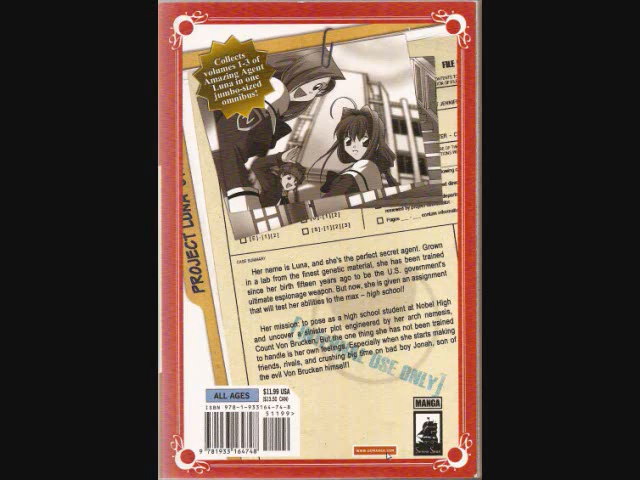 Collects
volumes 1-3 of
Amazing Agent
Luna in one
jumbo-sized
omnibus!
FILE
JENNIFER
PROJECT LUNA
[0]-[1][2]
CASE SUMMARY:
Her name is Luna, and she's the perfect secret agent. Grown
in a lab from the finest genetic material, she has been trained
since her birth fifteen years ago to be the U.S. government's
ultimate espionage weapon. But now, she is given an assignment
that will test her abilities to the max – high school!
Her mission: to pose as a high school student at Nobel High
and uncover a sinister plot engineered by her arch nemesis,
Count Von Brucken. But the one thing she has not been trained
to handle is her own feelings. Especially when she starts making
friends, rivals, and crushing big time on bad boy Jonah, son of
the evil Von Brucken himself!
USE ONLY
ALL AGES
$11.99 USA
($13.50 CAN)
ISBN 978-1-933164-74-8
51199>
9 781933 164748
MANGA